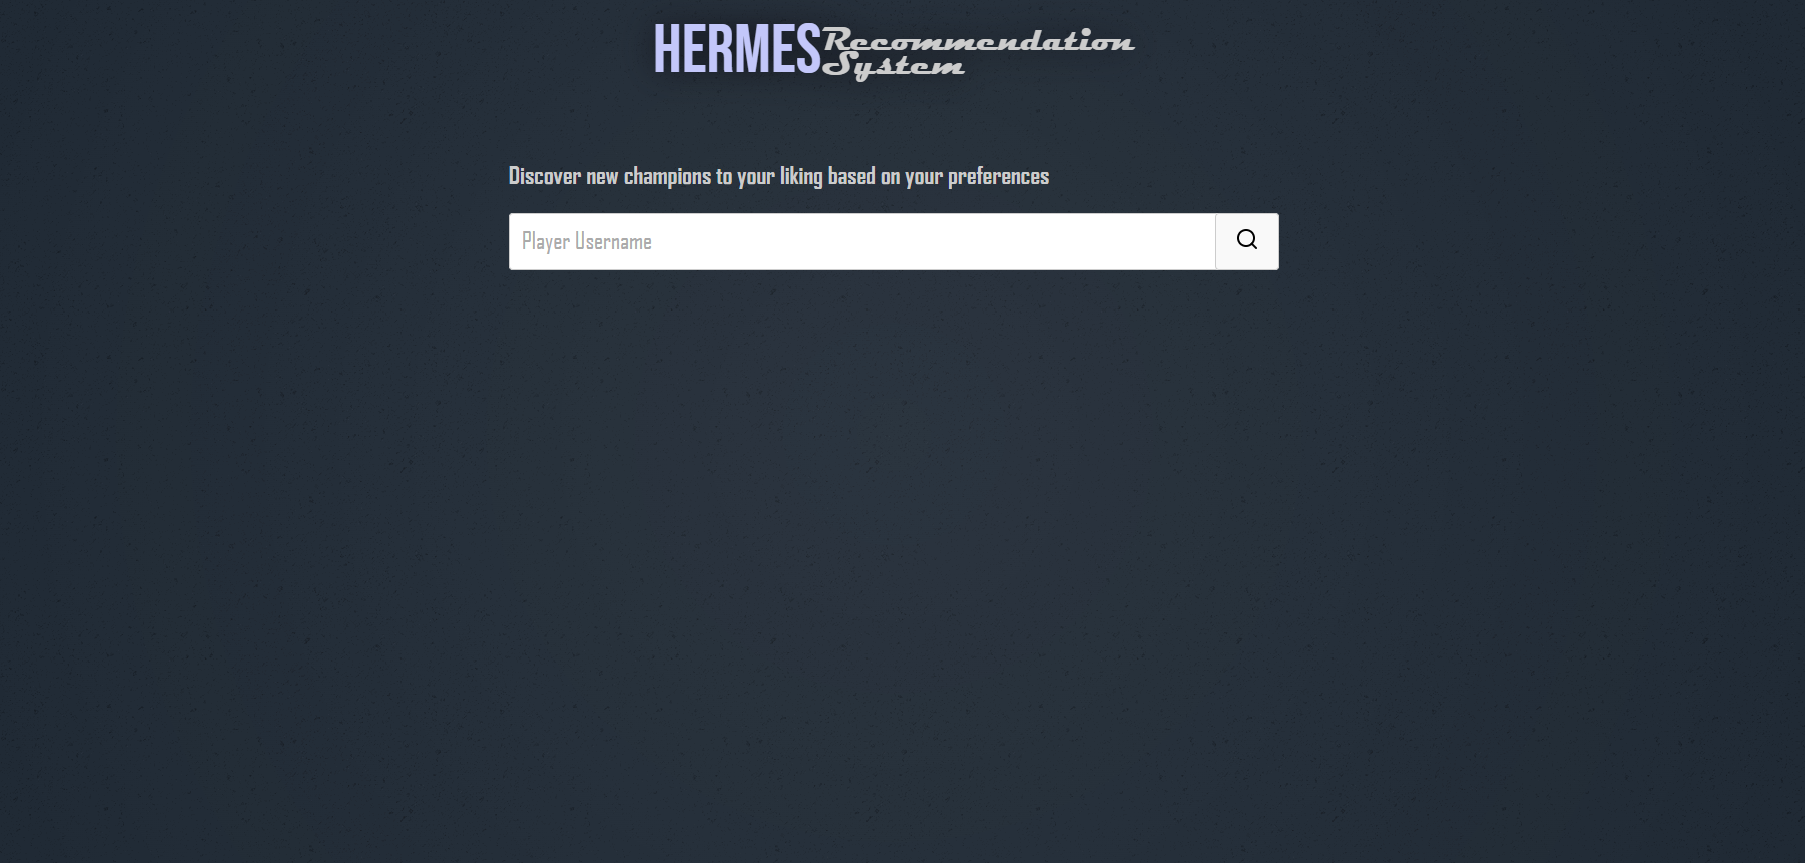 HERMES Recommendation
System
Discover new champions to your liking based on your preferences
Player Username